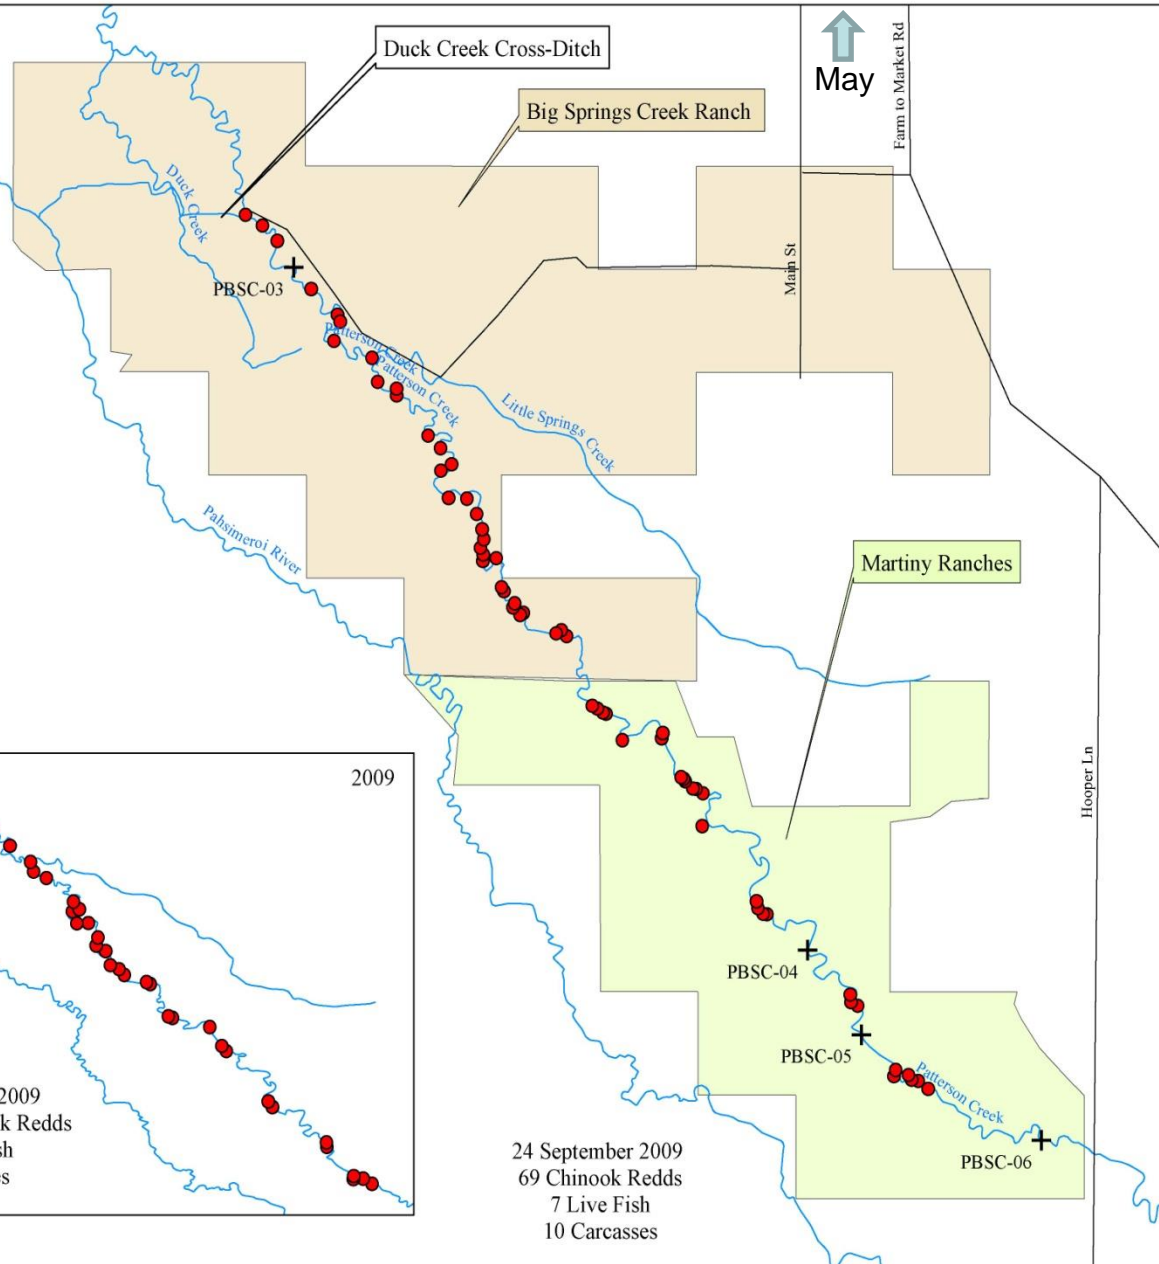 Duck Creek Cross-Ditch
May
Farm to Market Rd
Big Springs Creek Ranch
Duck Creek
Main St
PBSC-03
Patterson Creek
Patterson Creek
Little Springs Creek
Pahsimeroi River
Martiny Ranches
Hooper Ln
2009
PBSC-04
PBSC-05
Patterson Creek
PBSC-06
2009
k Redds
sh
es
24 September 2009
69 Chinook Redds
7 Live Fish
10 Carcasses